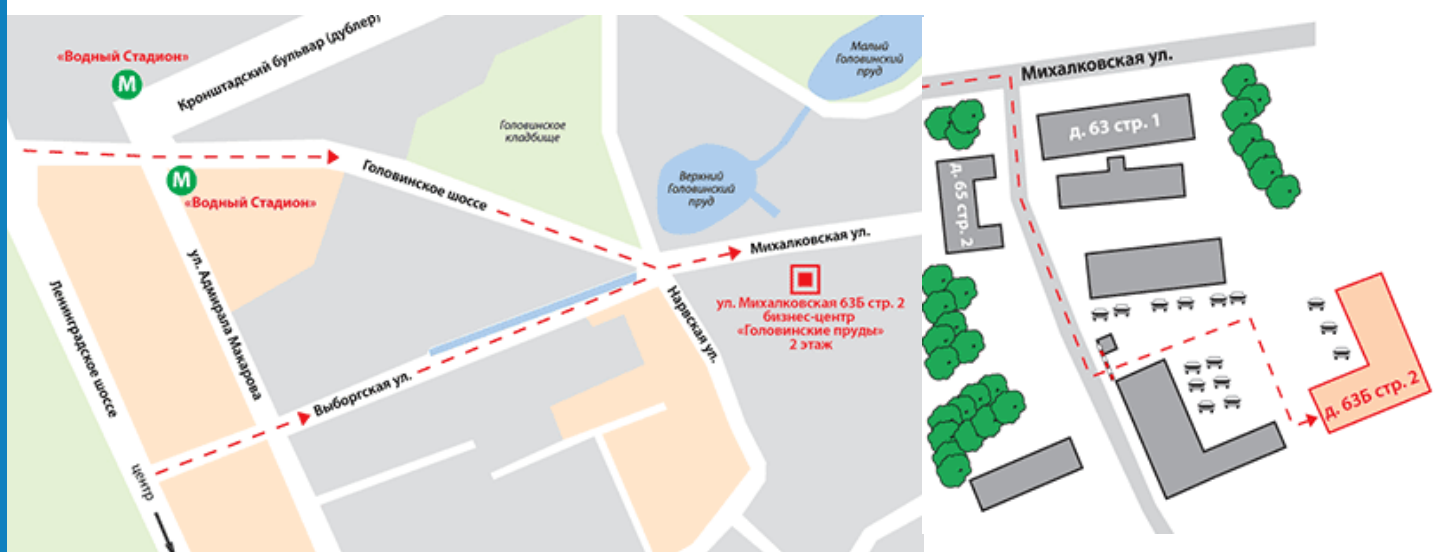 «Водный Стадион»
М
Кронштадский бульвар (дублер)
Малый
Головинский
пруд
Головинское
кладбище
Головинское шоссе
М
«Водный Стадион»
Верхний
Головинский
пруд
Михалковская ул.
ул. Михалковская 63Б стр. 2
бизнес-центр
«Головинские пруды»
2 этаж
Ленинградское шоссе
ул. Адмирала Макарова
Нарвская ул.
Выборгская ул.
центр
Михалковская ул.
д. 63 стр. 1
д. 65 стр. 2
д. 63Б стр. 2